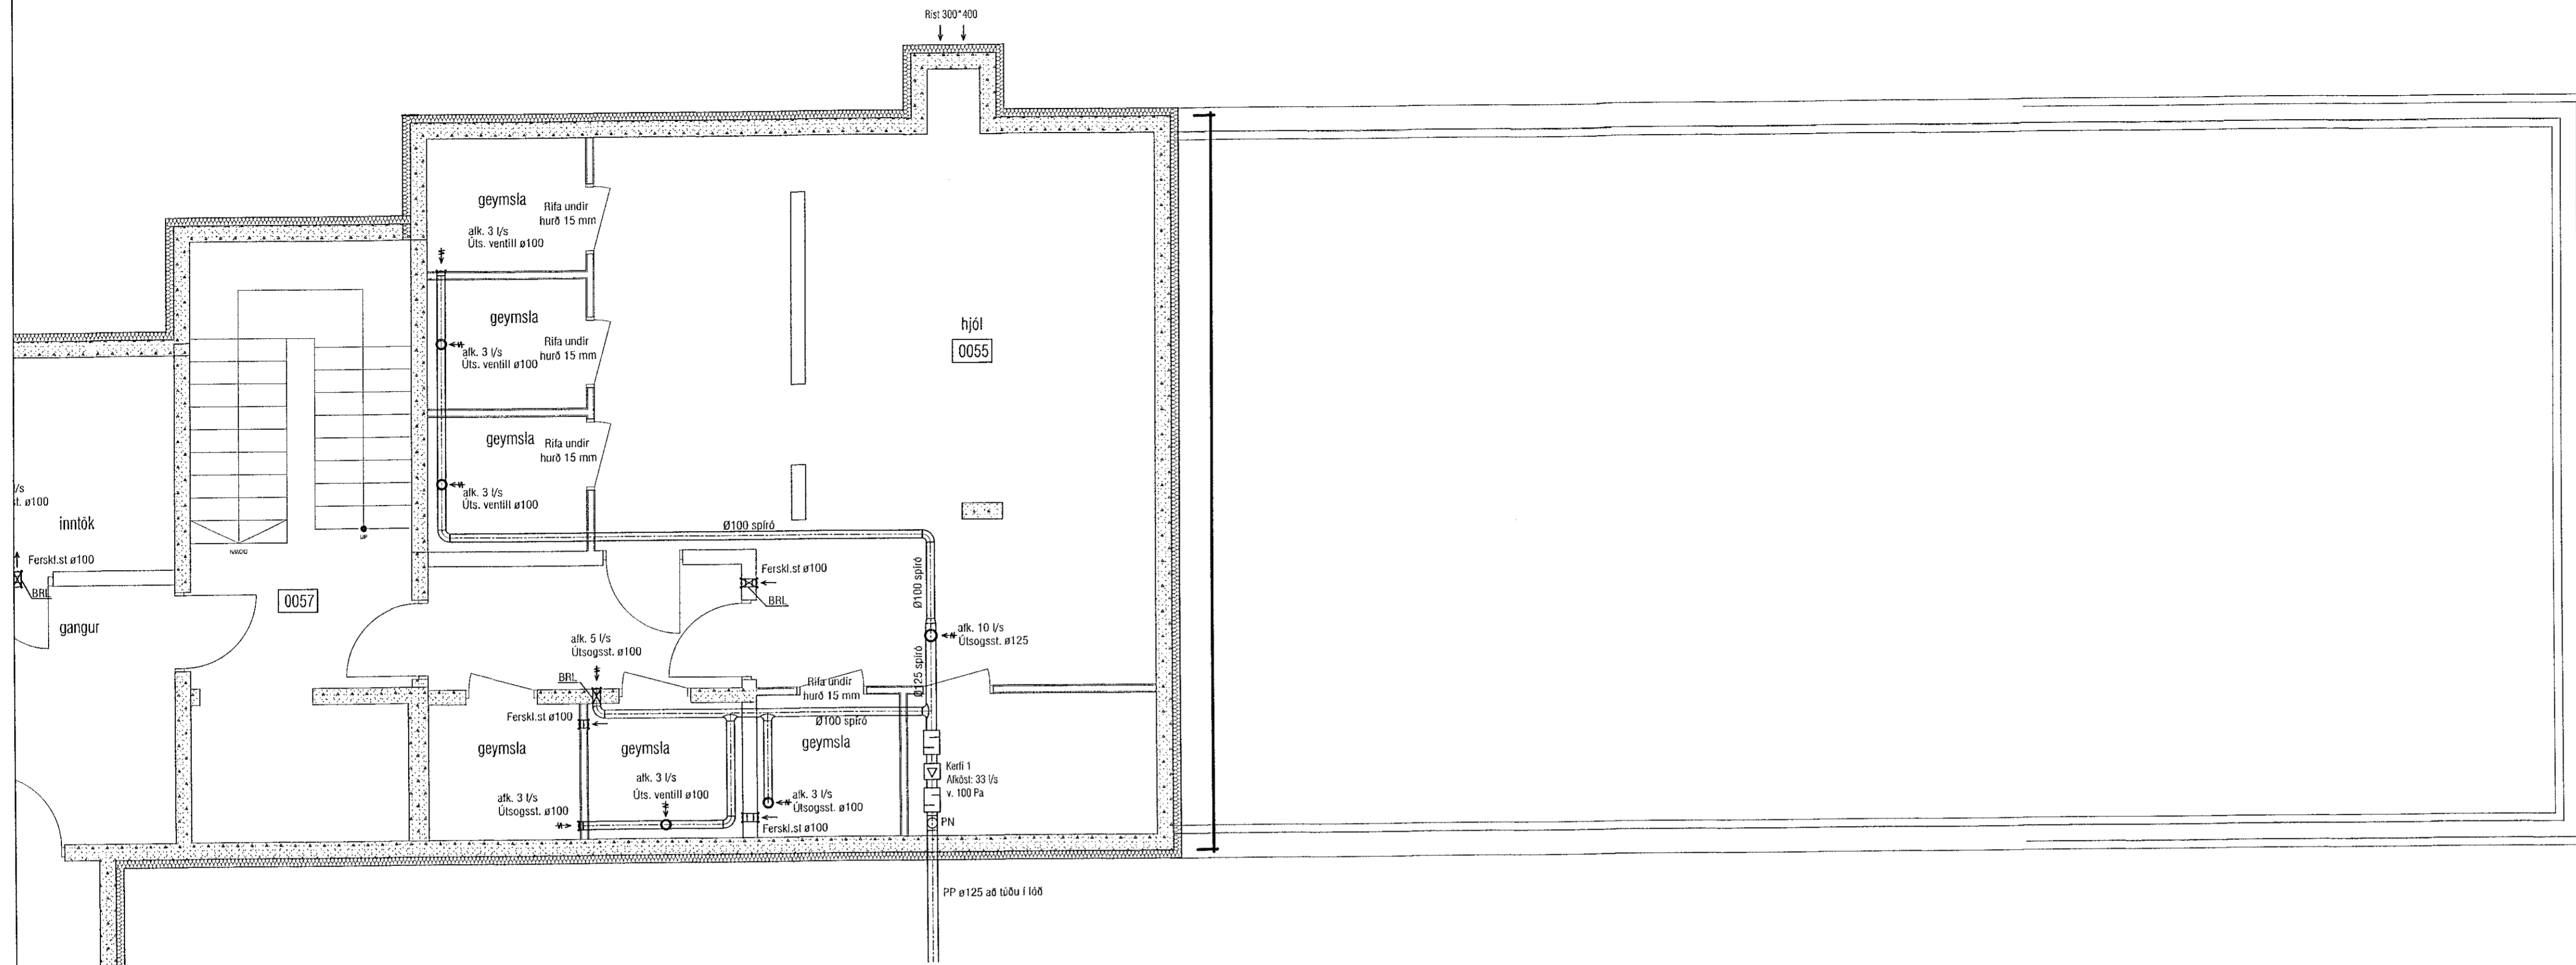 Rist 300*400
geymsla
Rifa undir
hurð 15 mm
afk. 3 l/s
Úts. ventill ø100
geymsla
Rifa undir
hurð 15 mm
afk. 3 l/s
Úts. ventill ø100
hjól
0055
geymsla
Rifa undir
hurð 15 mm
afk. 3 l/s
Úts. ventill ø100
l/s
t. ø100
inntök
Ferskl.st ø100
BRL
gangur
UP
0057
Ø100 spíró
Ferskl.st ø100
BRL
Ø100 spíró
afk. 10 l/s
Útsogsst. ø125
afk. 5 l/s
Útsogsst. ø100
BRL
Ø125 spíró
Rifa undir
hurð 15 mm
Ferskl.st ø100
Ø100 spíró
geymsla
geymsla
geymsla
afk. 3 l/s
Úts. ventill ø100
afk. 3 l/s
Útsogsst. ø100
afk. 3 l/s
Útsogsst. ø100
Ferskl.st ø100
Kerfi 1
Afköst: 33 l/s
v. 100 Pa
PN
PP ø125 að túðu í lóð